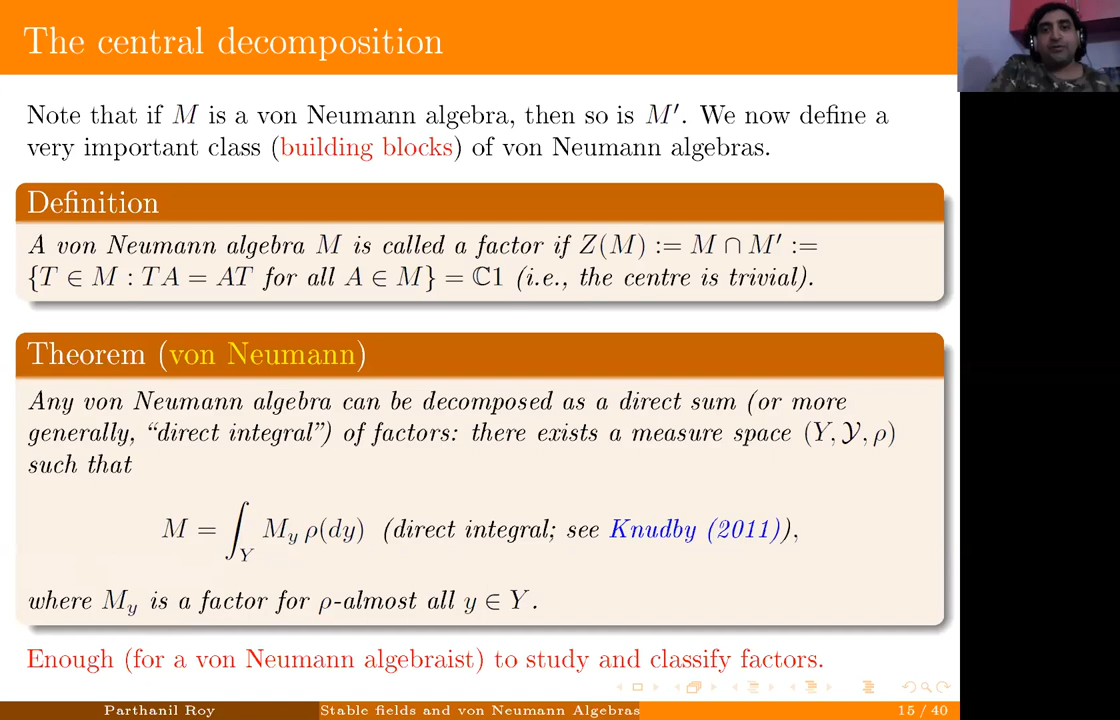 The central decomposition
Note that if M is a von Neumann algebra, then so is M′. We now define a
very important class (building blocks) of von Neumann algebras.
Definition
A von Neumann algebra M is called a factor if Z(M) := M ∩ M′ :=
{T ∈ M : TA = AT for all A ∈ M} = ℂ1 (i.e., the centre is trivial).
Theorem (von Neumann)
Any von Neumann algebra can be decomposed as a direct sum (or more
generally, “direct integral”) of factors: there exists a measure space (Y, 𝒴, ρ)
such that
M = ∫_Y M_y ρ(dy) (direct integral; see Knudby (2011)),
where M_y is a factor for ρ-almost all y ∈ Y.
Enough (for a von Neumann algebraist) to study and classify factors.
Parthanil Roy Stable fields and von Neumann Algebras 15 / 40